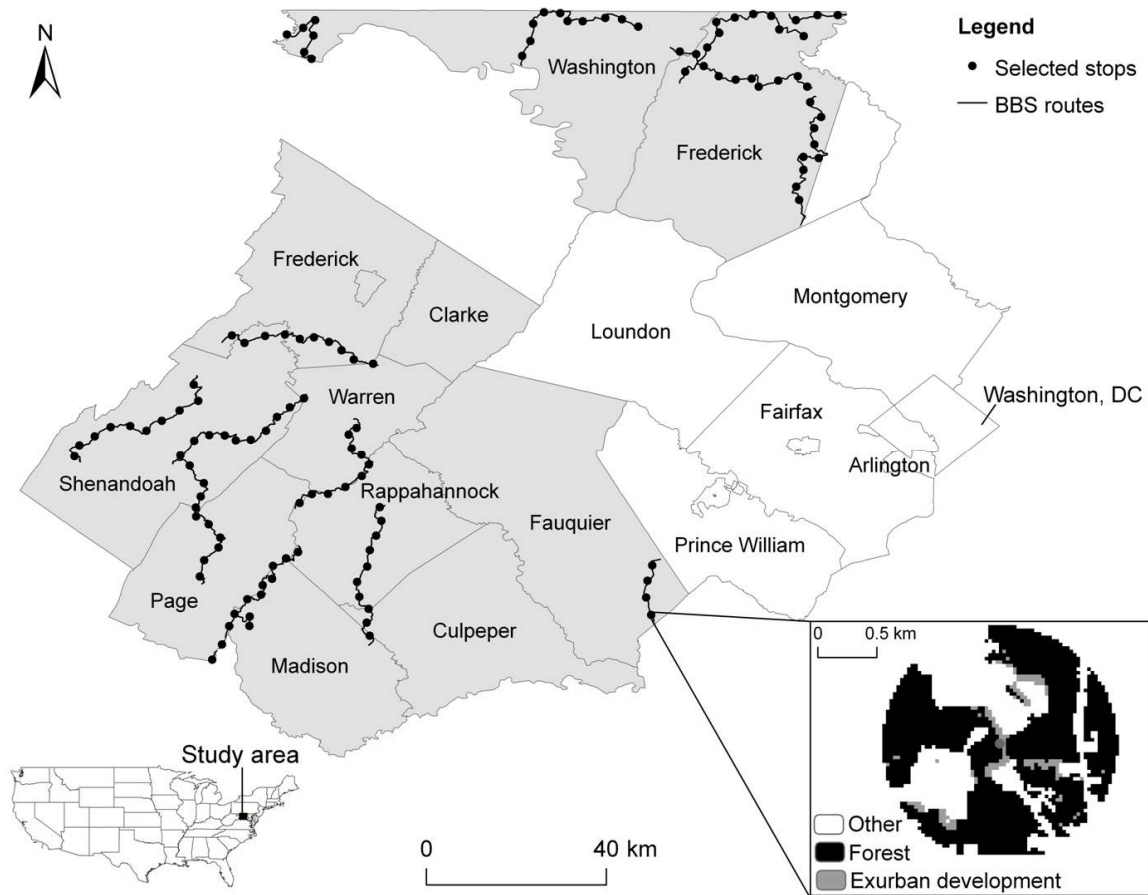 N
Legend
Selected stops
BBS routes
Washington
Frederick
Frederick
Clarke
Loundon
Montgomery
Washington, DC
Warren
Fairfax
Arlington
Shenandoah
Rappahannock
Fauquier
Prince William
Page
Culpeper
Madison
Study area
0 40 km
0 0.5 km
Other
Forest
Exurban development